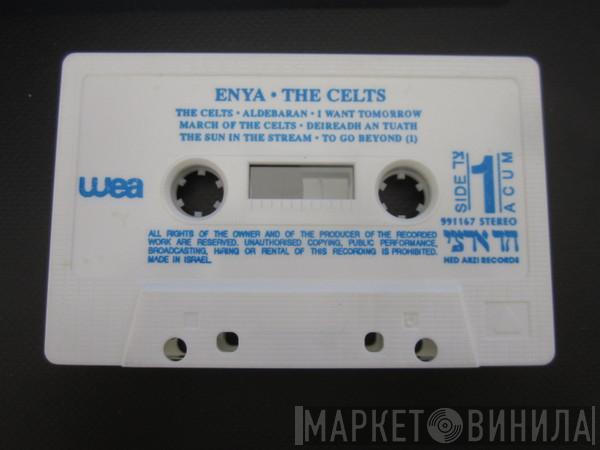 ENYA • THE CELTS
THE CELTS • ALDEBARAN • I WANT TOMORROW
MARCH OF THE CELTS • DEIREADH AN TUATH
THE SUN IN THE STREAM • TO GO BEYOND (1)
wea
SIDE צד
1
ACUM
991167 STEREO
הד ארצי
HED ARZI RECORDS
ALL RIGHTS OF THE OWNER AND OF THE PRODUCER OF THE RECORDED
WORK ARE RESERVED. UNAUTHORISED COPYING, PUBLIC PERFORMANCE,
BROADCASTING, HIRING OR RENTAL OF THIS RECORDING IS PROHIBITED.
MADE IN ISRAEL.
МАРКЕТ ВИНИЛА